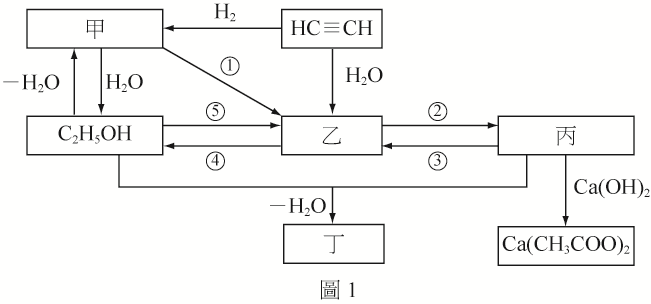 H₂
甲
HC≡CH
①
－H₂O
H₂O
H₂O
⑤
②
C₂H₅OH
乙
丙
④
③
Ca(OH)₂
－H₂O
丁
Ca(CH₃COO)₂
圖 1